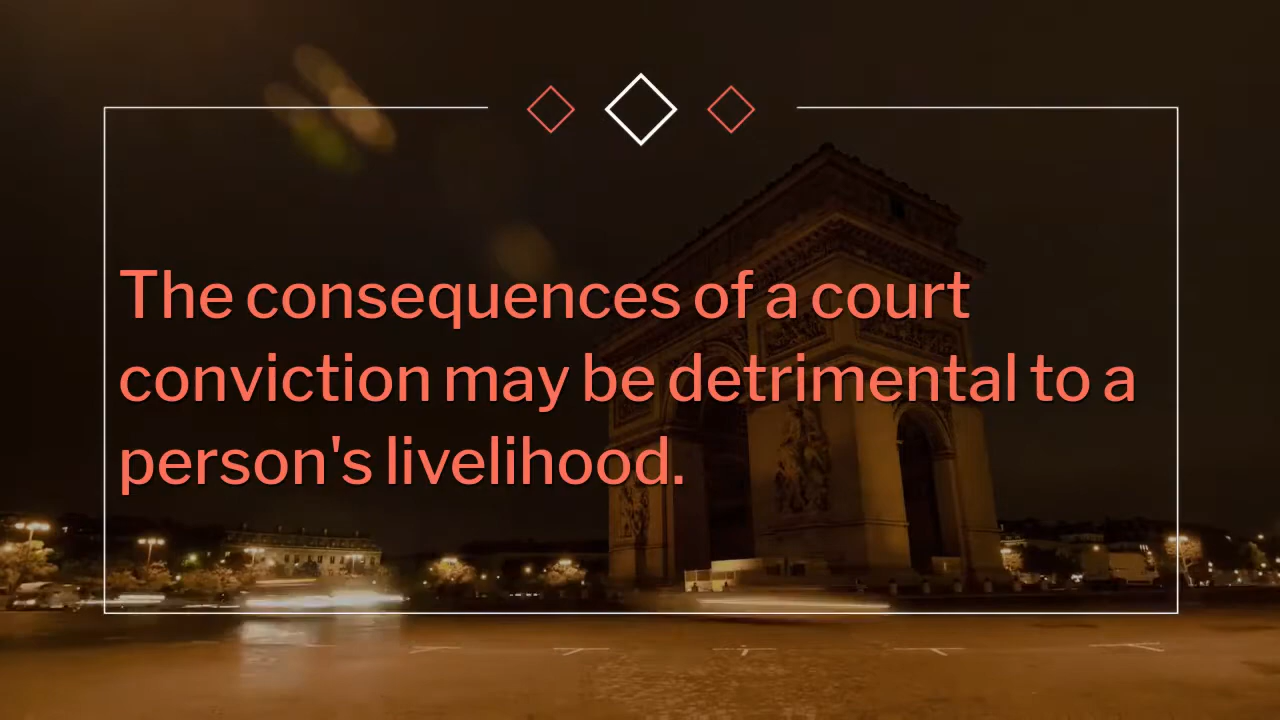 The consequences of a court
conviction may be detrimental to a
person's livelihood.